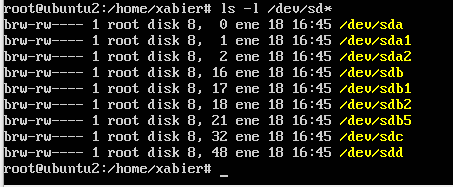 root@ubuntu2:/home/xabier# ls -l /dev/sd*
brw-rw---- 1 root disk 8,  0 ene 18 16:45 /dev/sda
brw-rw---- 1 root disk 8,  1 ene 18 16:45 /dev/sda1
brw-rw---- 1 root disk 8,  2 ene 18 16:45 /dev/sda2
brw-rw---- 1 root disk 8, 16 ene 18 16:45 /dev/sdb
brw-rw---- 1 root disk 8, 17 ene 18 16:45 /dev/sdb1
brw-rw---- 1 root disk 8, 18 ene 18 16:45 /dev/sdb2
brw-rw---- 1 root disk 8, 21 ene 18 16:45 /dev/sdb5
brw-rw---- 1 root disk 8, 32 ene 18 16:45 /dev/sdc
brw-rw---- 1 root disk 8, 48 ene 18 16:45 /dev/sdd
root@ubuntu2:/home/xabier# _